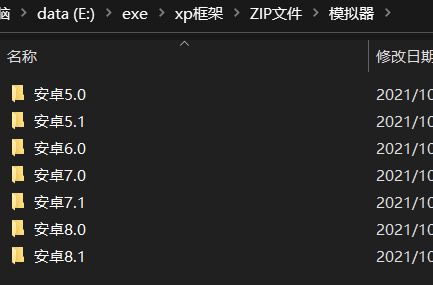 脑 > data (E:) > exe > xp框架 > ZIP文件 > 模拟器 >
名称 修改日期
安卓5.0 2021/10
安卓5.1 2021/10
安卓6.0 2021/10
安卓7.0 2021/10
安卓7.1 2021/10
安卓8.0 2021/10
安卓8.1 2021/10